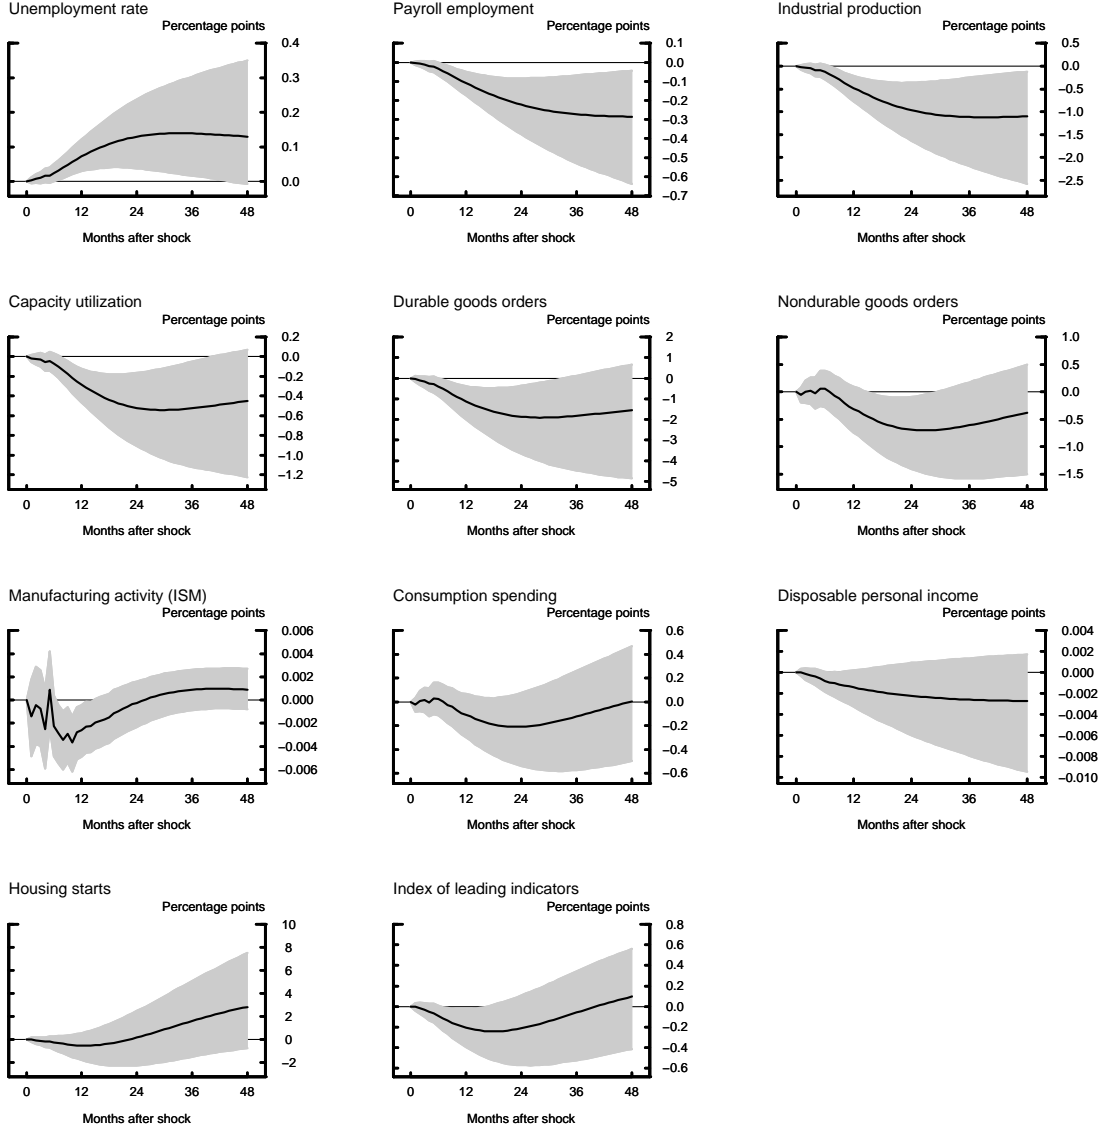 Unemployment rate
Percentage points
0.4
0.3
0.2
0.1
0.0
0 12 24 36 48
Months after shock
Payroll employment
Percentage points
0.1
0.0
−0.1
−0.2
−0.3
−0.4
−0.5
−0.6
−0.7
0 12 24 36 48
Months after shock
Industrial production
Percentage points
0.5
0.0
−0.5
−1.0
−1.5
−2.0
−2.5
0 12 24 36 48
Months after shock
Capacity utilization
Percentage points
0.2
0.0
−0.2
−0.4
−0.6
−0.8
−1.0
−1.2
0 12 24 36 48
Months after shock
Durable goods orders
Percentage points
2
1
0
−1
−2
−3
−4
−5
0 12 24 36 48
Months after shock
Nondurable goods orders
Percentage points
1.0
0.5
0.0
−0.5
−1.0
−1.5
0 12 24 36 48
Months after shock
Manufacturing activity (ISM)
Percentage points
0.006
0.004
0.002
0.000
−0.002
−0.004
−0.006
0 12 24 36 48
Months after shock
Consumption spending
Percentage points
0.6
0.4
0.2
0.0
−0.2
−0.4
−0.6
0 12 24 36 48
Months after shock
Disposable personal income
Percentage points
0.004
0.002
0.000
−0.002
−0.004
−0.006
−0.008
−0.010
0 12 24 36 48
Months after shock
Housing starts
Percentage points
10
8
6
4
2
0
−2
0 12 24 36 48
Months after shock
Index of leading indicators
Percentage points
0.8
0.6
0.4
0.2
0.0
−0.2
−0.4
−0.6
0 12 24 36 48
Months after shock